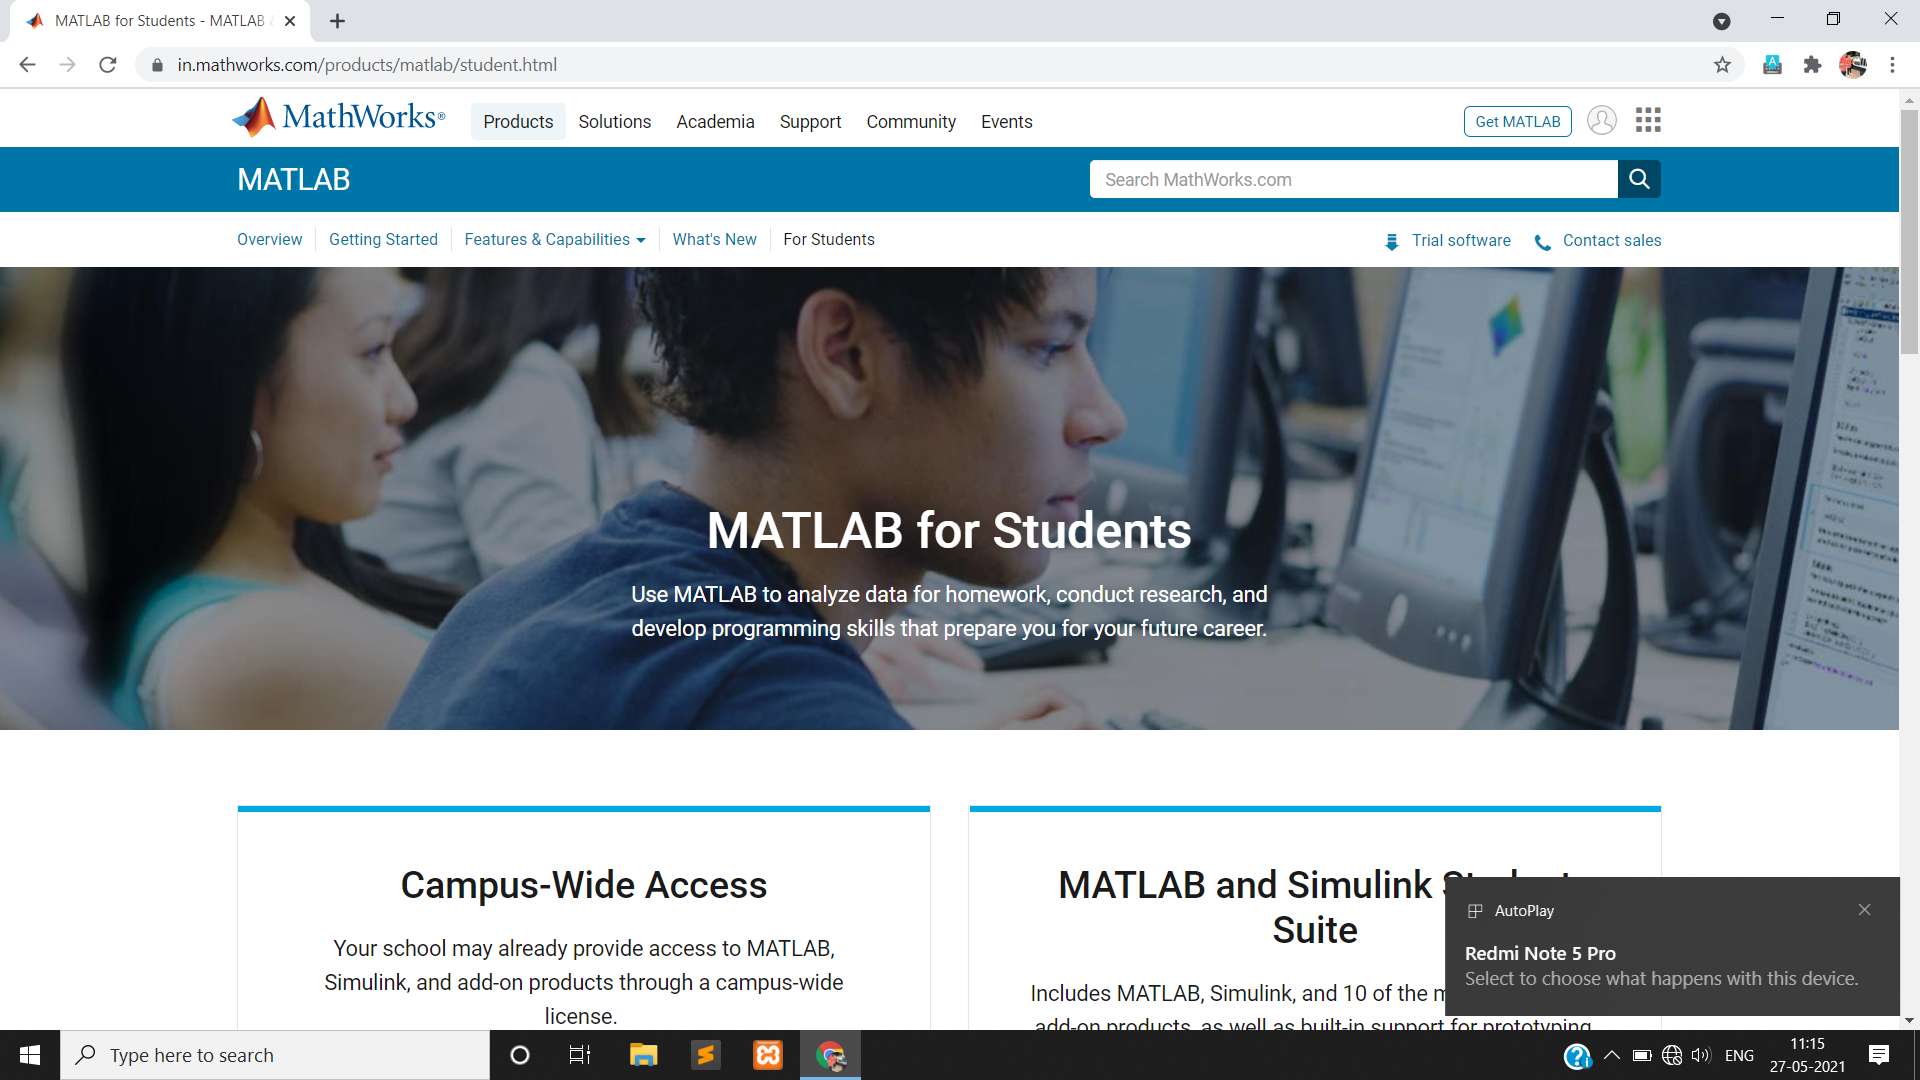 MATLAB for Students - MATLAB
in.mathworks.com/products/matlab/student.html
MathWorks®
Products
Solutions
Academia
Support
Community
Events
Get MATLAB
MATLAB
Search MathWorks.com
Overview
Getting Started
Features & Capabilities
What's New
For Students
Trial software
Contact sales
MATLAB for Students
Use MATLAB to analyze data for homework, conduct research, and
develop programming skills that prepare you for your future career.
Campus-Wide Access
Your school may already provide access to MATLAB,
Simulink, and add-on products through a campus-wide
license.
MATLAB and Simulink
Suite
Includes MATLAB, Simulink, and 10 of the
add-on products, as well as built-in support for prototyping
AutoPlay
Redmi Note 5 Pro
Select to choose what happens with this device.
Type here to search
ENG
11:15
27-05-2021